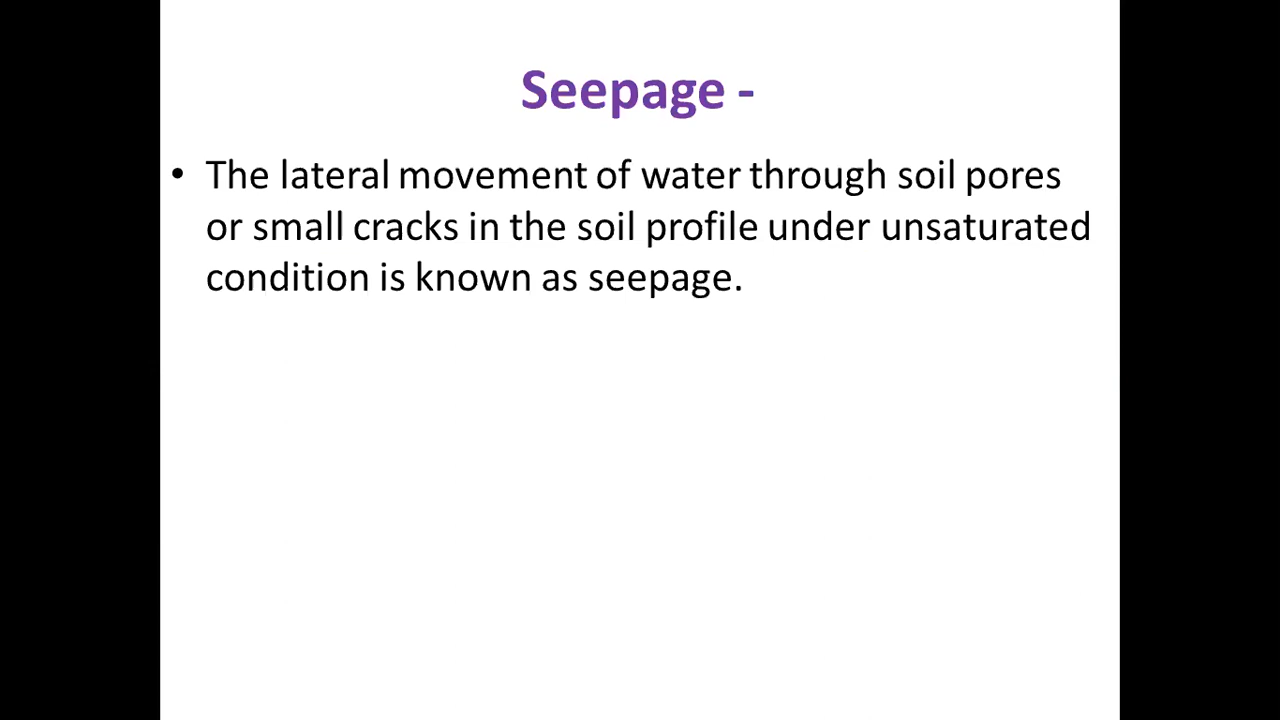 Seepage -
• The lateral movement of water through soil pores
or small cracks in the soil profile under unsaturated
condition is known as seepage.